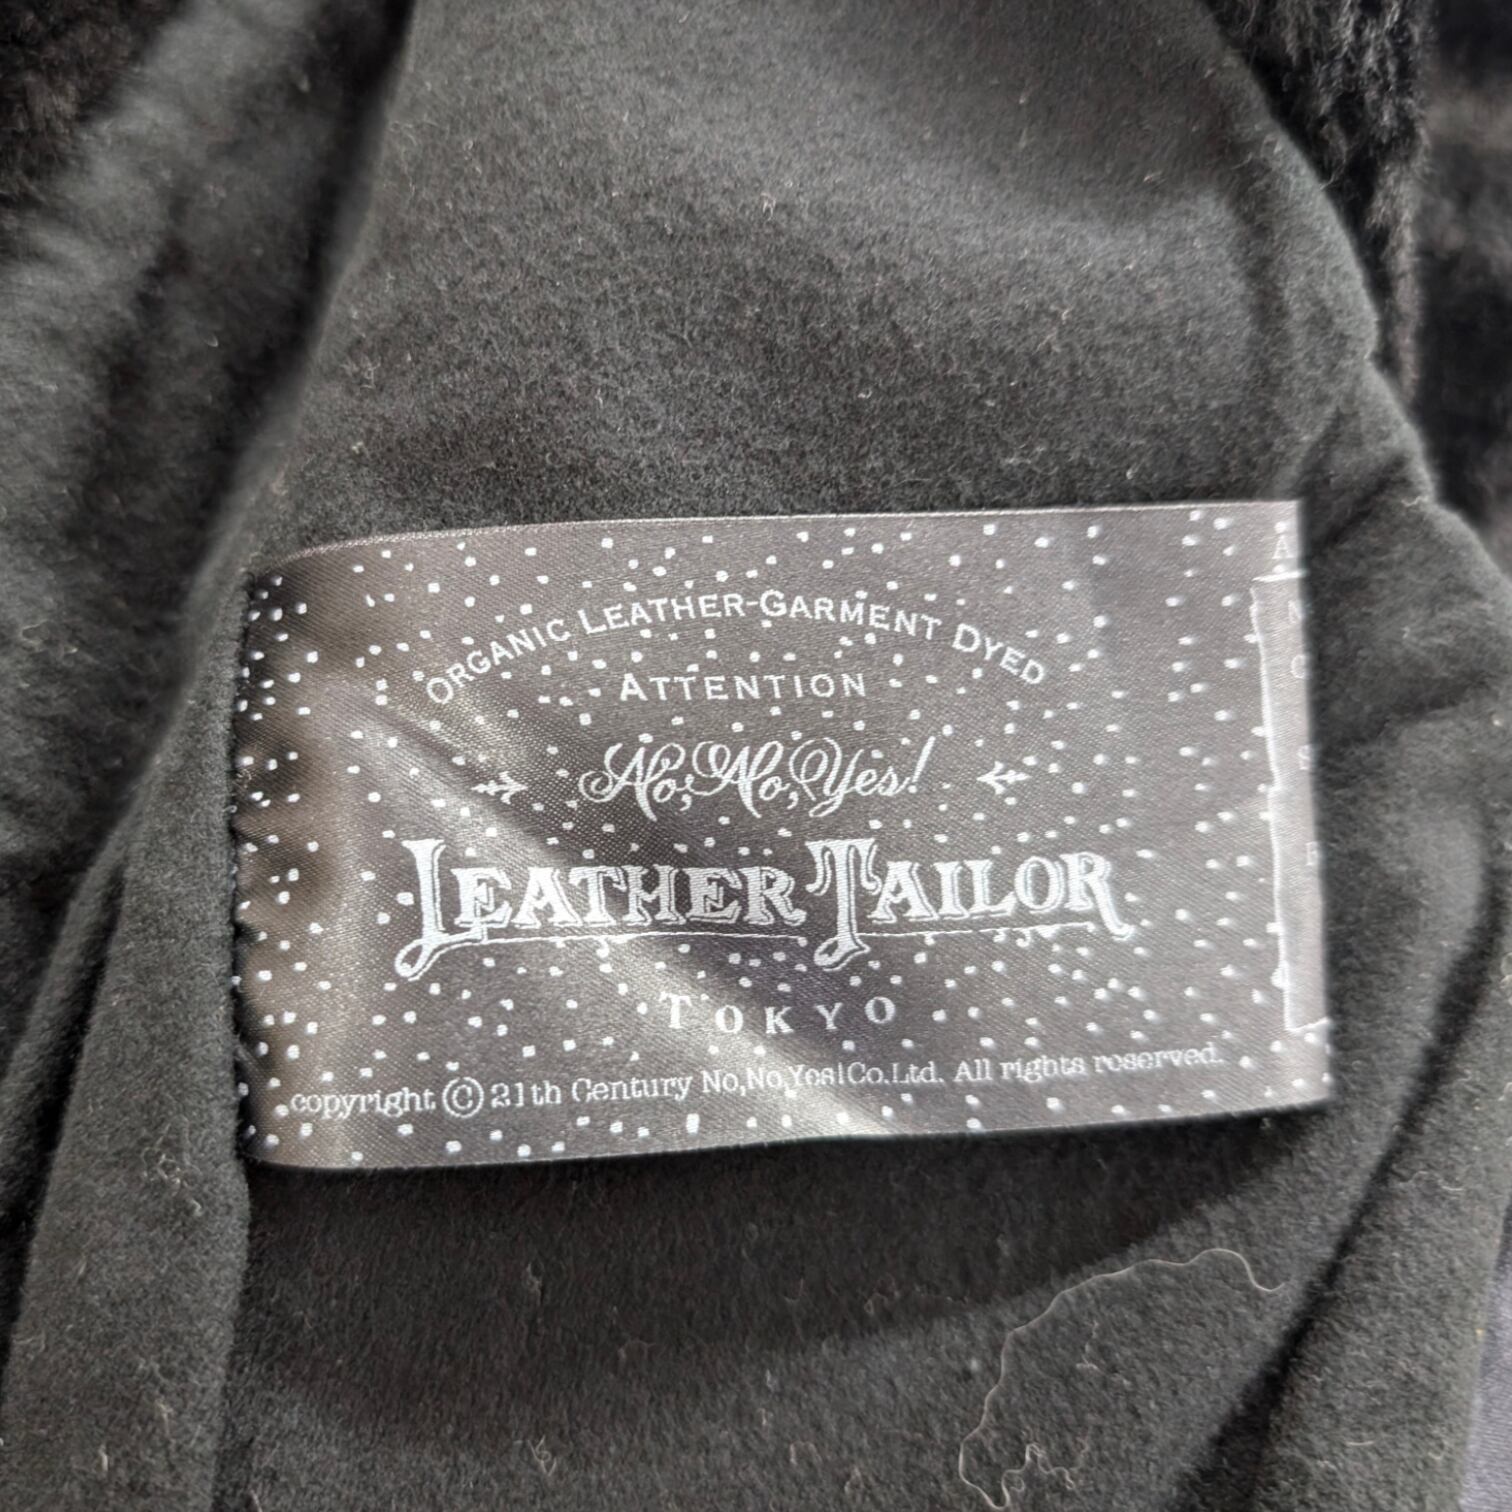 ORGANIC LEATHER-GARMENT DYED
ATTENTION
No, No, Yes!
LEATHER TAILOR
TOKYO
copyright © 21th Century No,No,Yes!Co.Ltd. All rights reserved.